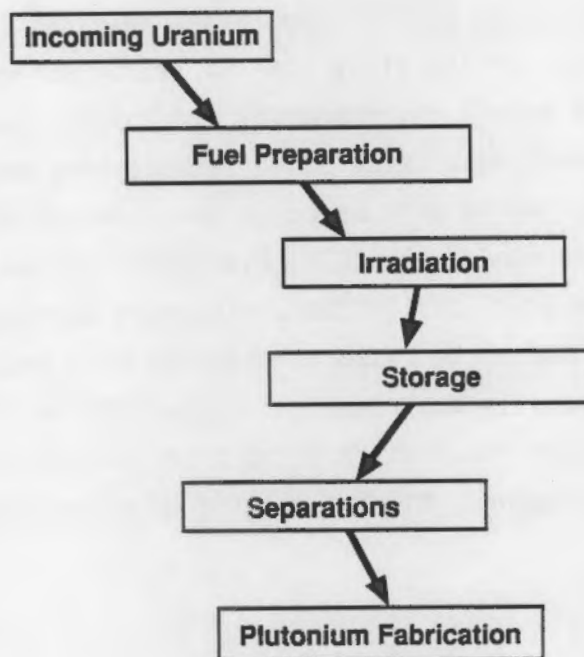 Incoming Uranium
Fuel Preparation
Irradiation
Storage
Separations
Plutonium Fabrication